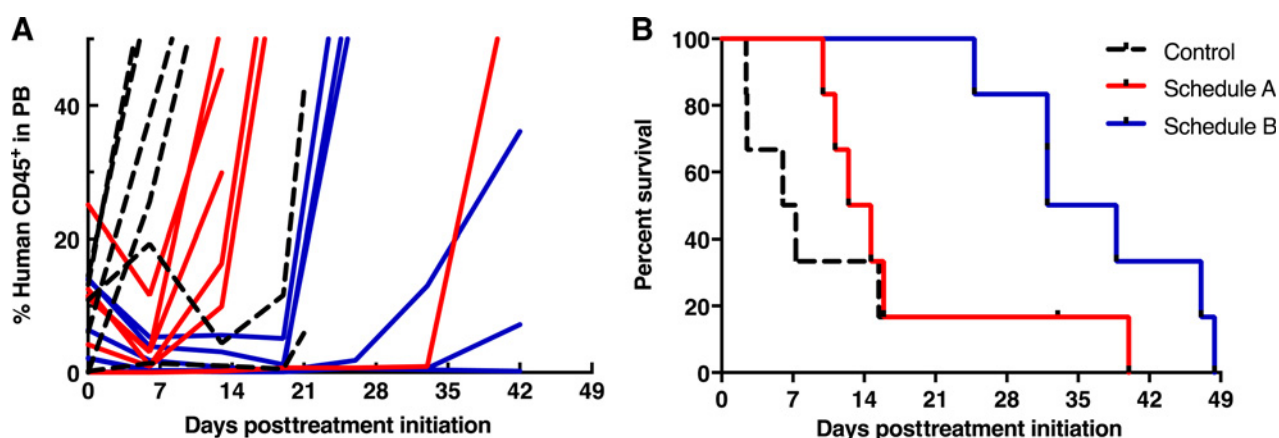 A
% Human CD45+ in PB
40
20
0
0 7 14 21 28 35 42 49
Days posttreatment initiation
B
Percent survival
100
80
60
40
20
0
0 7 14 21 28 35 42 49
Days posttreatment initiation
Control
Schedule A
Schedule B